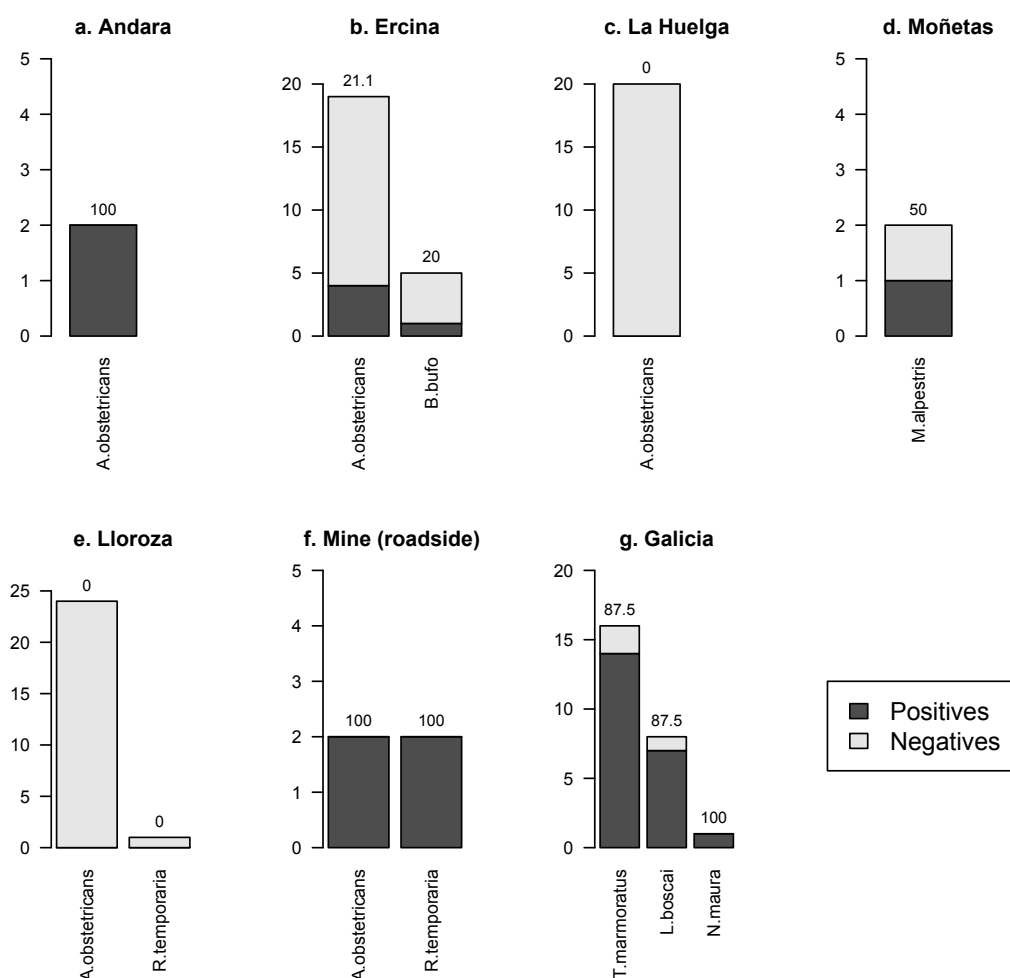 a. Andara
5
4
3
2
1
0
100
A.obstetricans
b. Ercina
20
15
10
5
0
21.1
20
A.obstetricans
B.bufo
c. La Huelga
20
15
10
5
0
0
A.obstetricans
d. Moñetas
5
4
3
2
1
0
50
M.alpestris
e. Lloroza
25
20
15
10
5
0
0
0
A.obstetricans
R.temporaria
f. Mine (roadside)
5
4
3
2
1
0
100
100
A.obstetricans
R.temporaria
g. Galicia
20
15
10
5
0
87.5
87.5
100
T.marmoratus
L.boscai
N.maura
Positives
Negatives